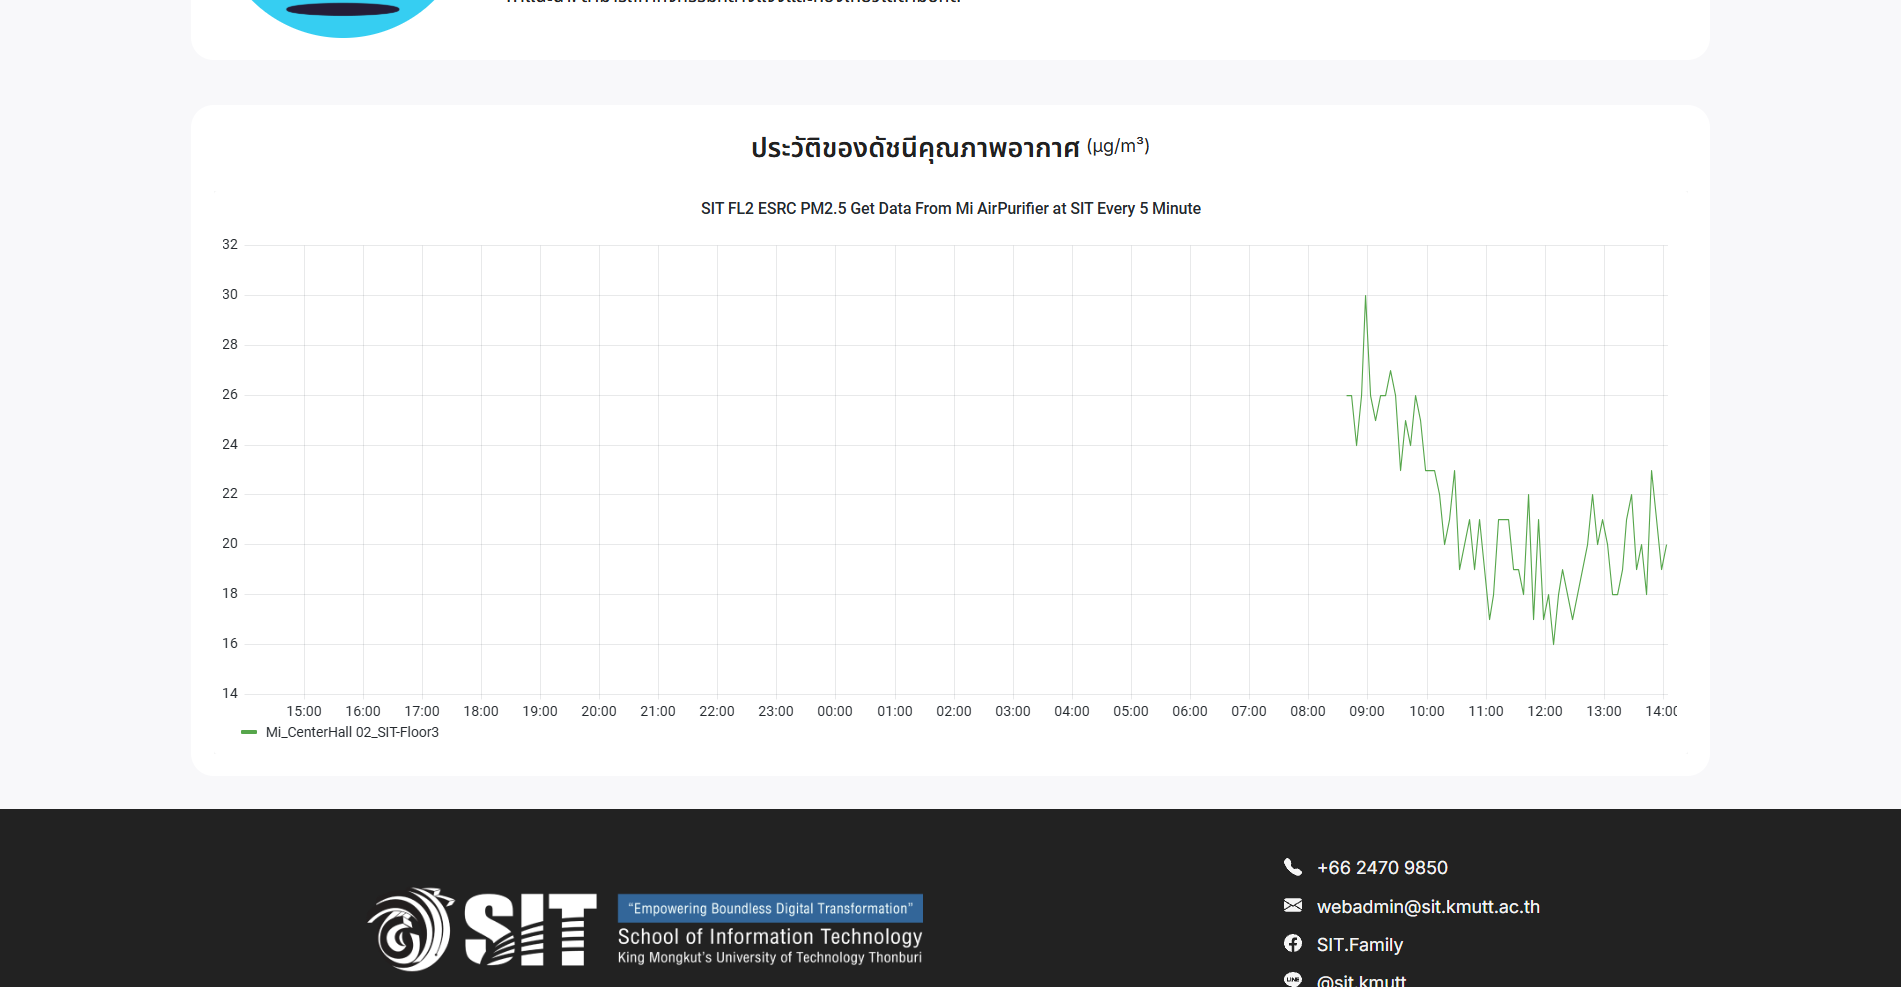 ประวัติของดัชนีคุณภาพอากาศ (µg/m³)
SIT FL2 ESRC PM2.5 Get Data From Mi AirPurifier at SIT Every 5 Minute
32
30
28
26
24
22
20
18
16
14
15:00 16:00 17:00 18:00 19:00 20:00 21:00 22:00 23:00 00:00 01:00 02:00 03:00 04:00 05:00 06:00 07:00 08:00 09:00 10:00 11:00 12:00 13:00 14:00
Mi_CenterHall 02_SIT-Floor3
SIT
“Empowering Boundless Digital Transformation”
School of Information Technology
King Mongkut's University of Technology Thonburi
+66 2470 9850
webadmin@sit.kmutt.ac.th
SIT.Family
LINE @sit.kmutt